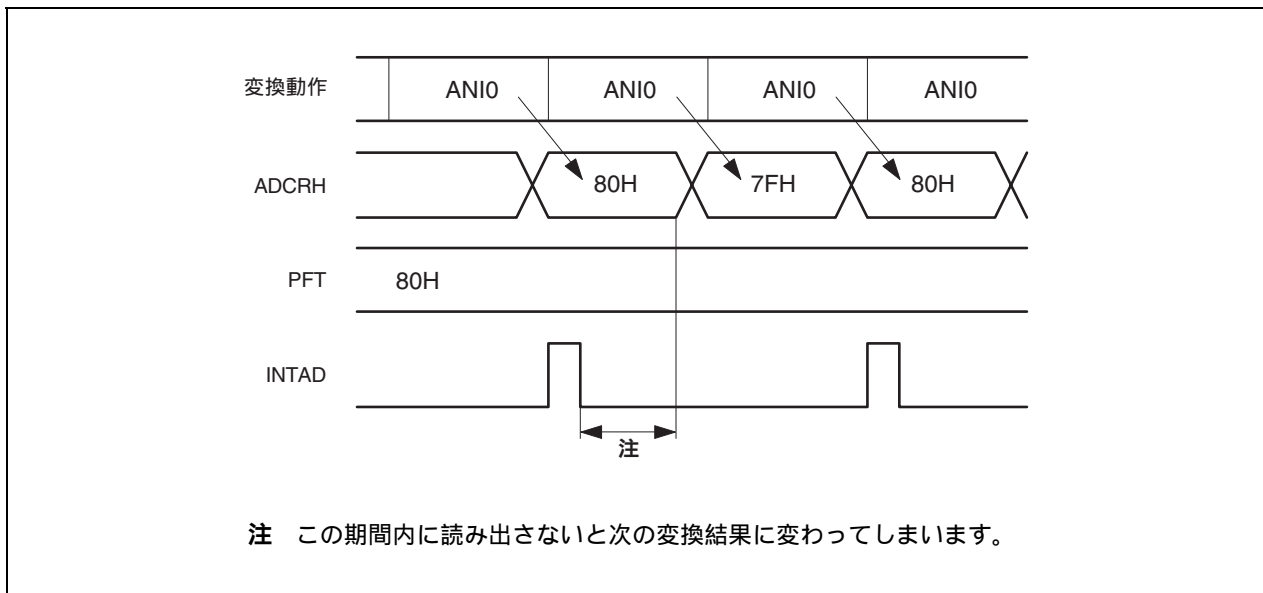 変換動作 ANI0 ANI0 ANI0 ANI0
ADCRH 80H 7FH 80H
PFT 80H
INTAD
注
注 この期間内に読み出さないと次の変換結果に変わってしまいます。